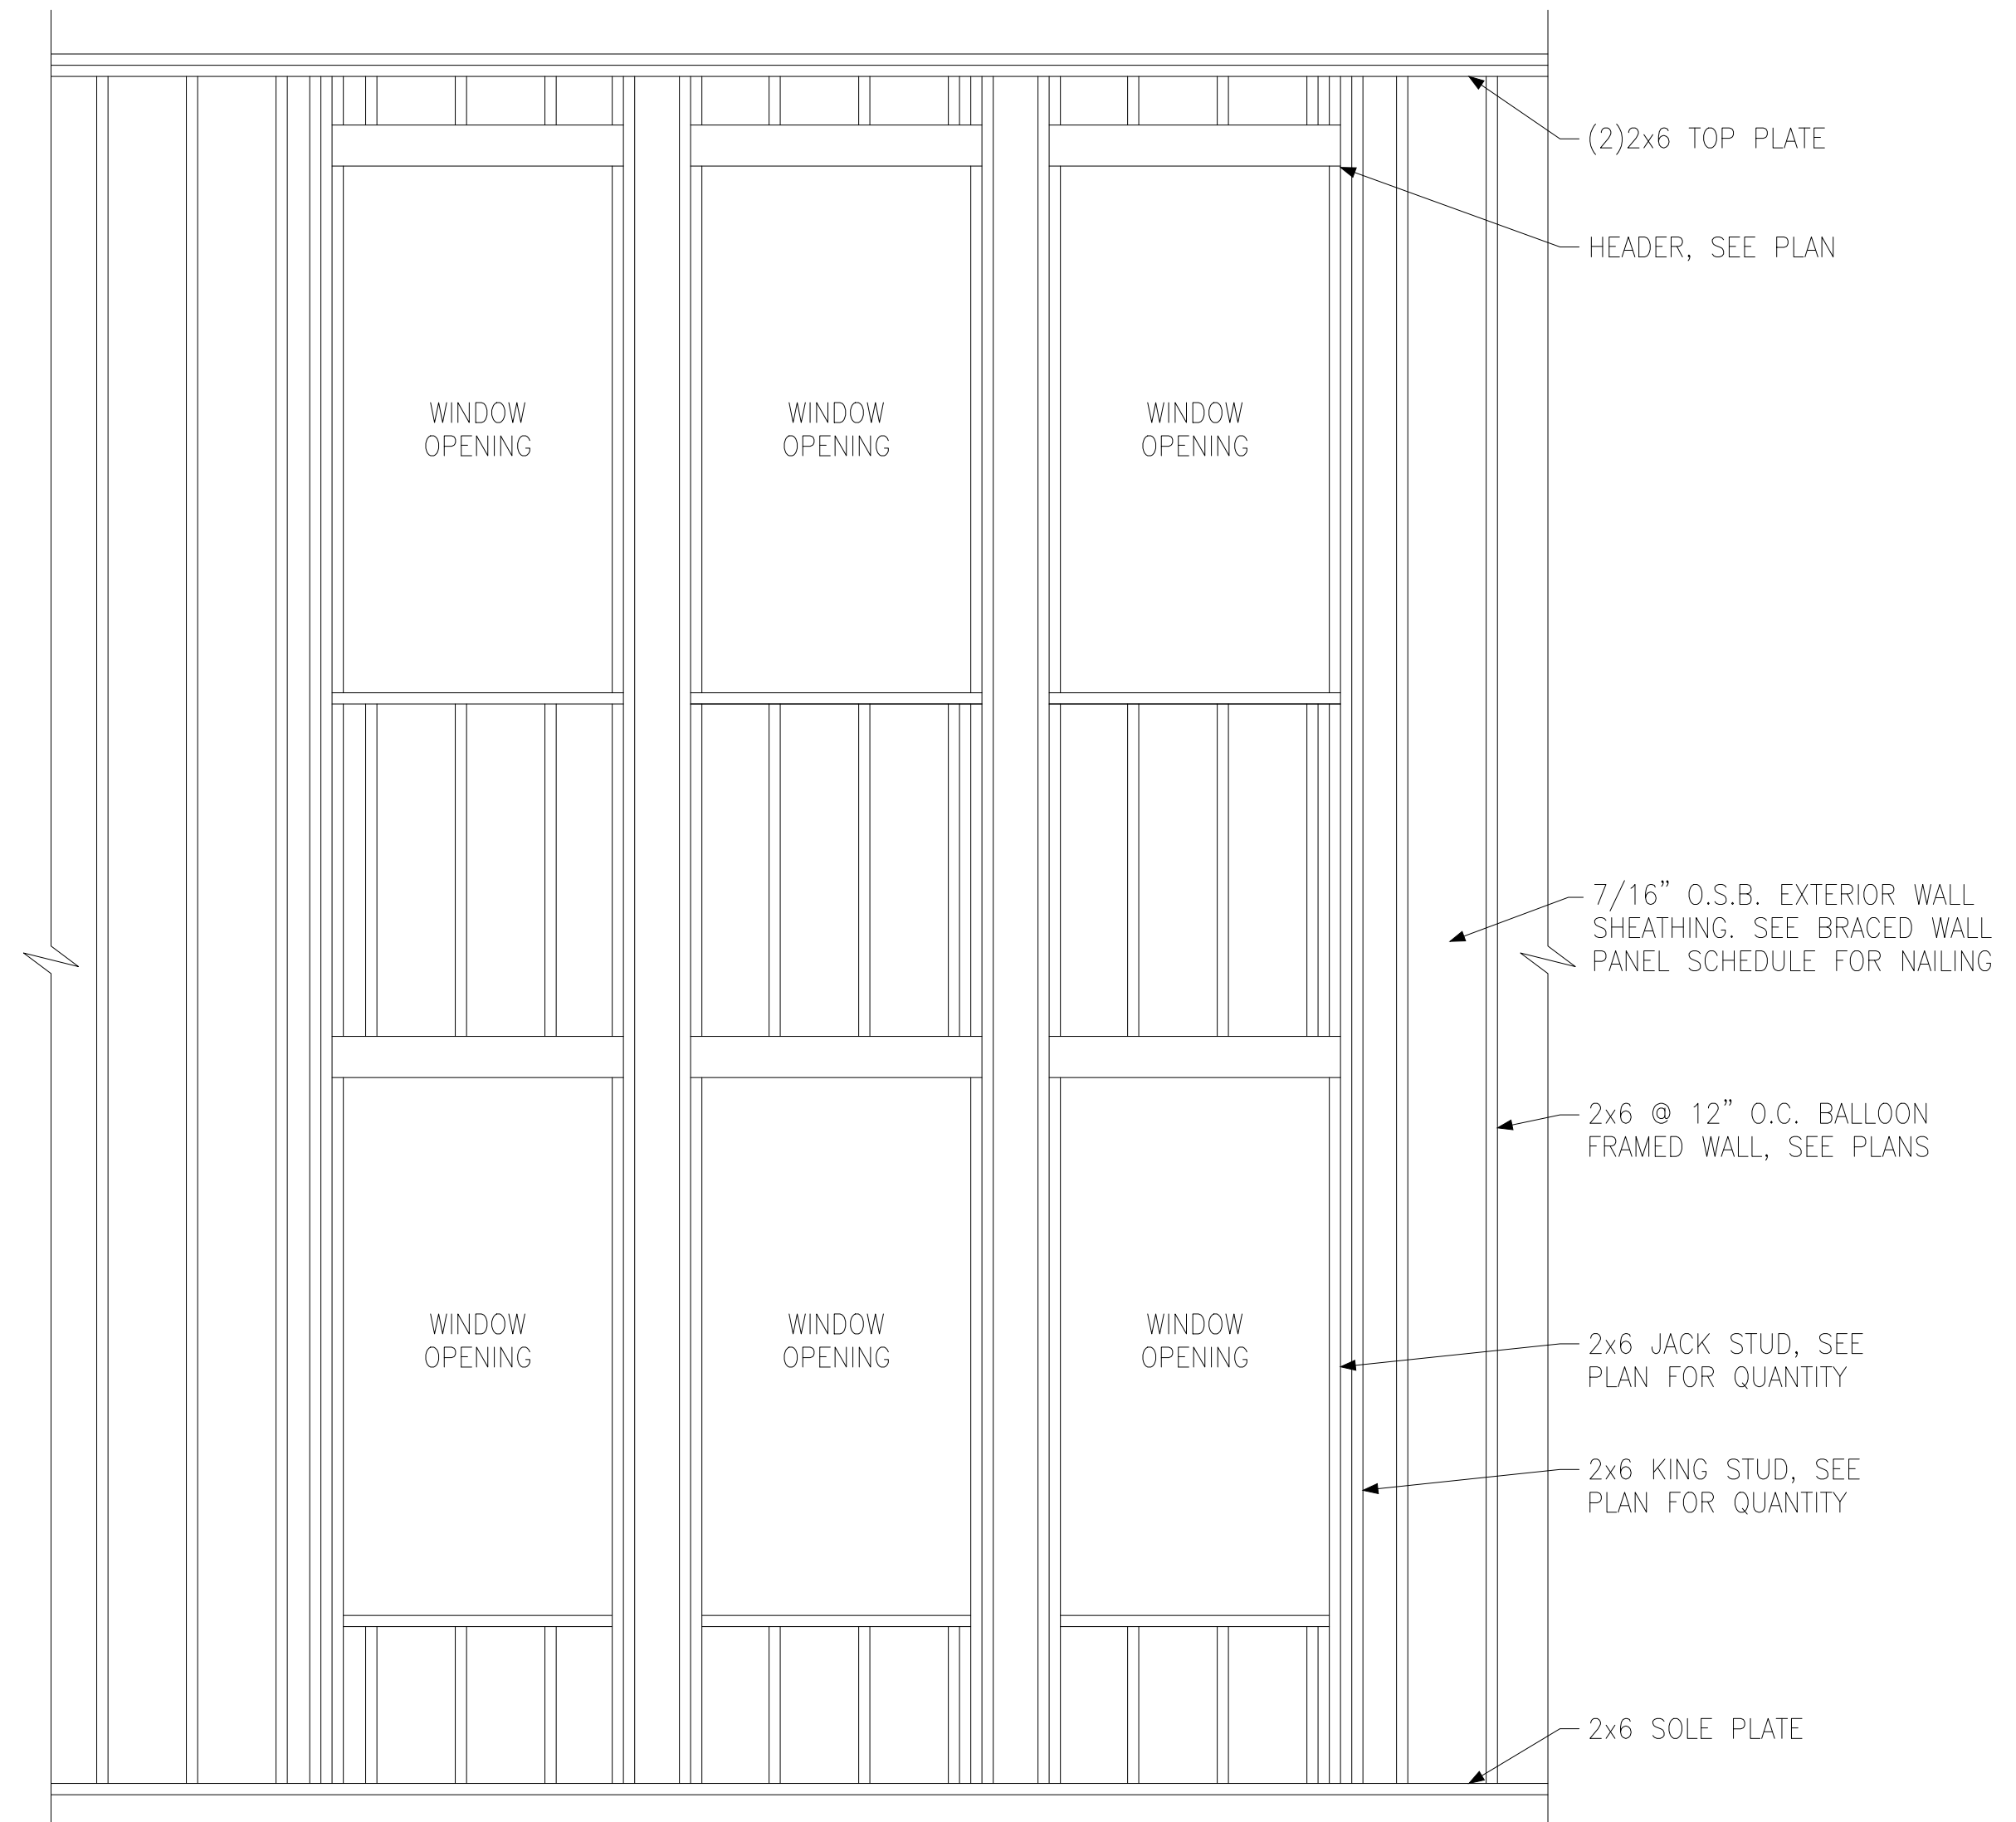 (2)2x6 TOP PLATE
HEADER, SEE PLAN
WINDOW
OPENING
WINDOW
OPENING
WINDOW
OPENING
7/16” O.S.B. EXTERIOR WALL
SHEATHING. SEE BRACED WALL
PANEL SCHEDULE FOR NAILING
2x6 @ 12” O.C. BALLOON
FRAMED WALL, SEE PLANS
WINDOW
OPENING
WINDOW
OPENING
WINDOW
OPENING
2x6 JACK STUD, SEE
PLAN FOR QUANTITY
2x6 KING STUD, SEE
PLAN FOR QUANTITY
2x6 SOLE PLATE